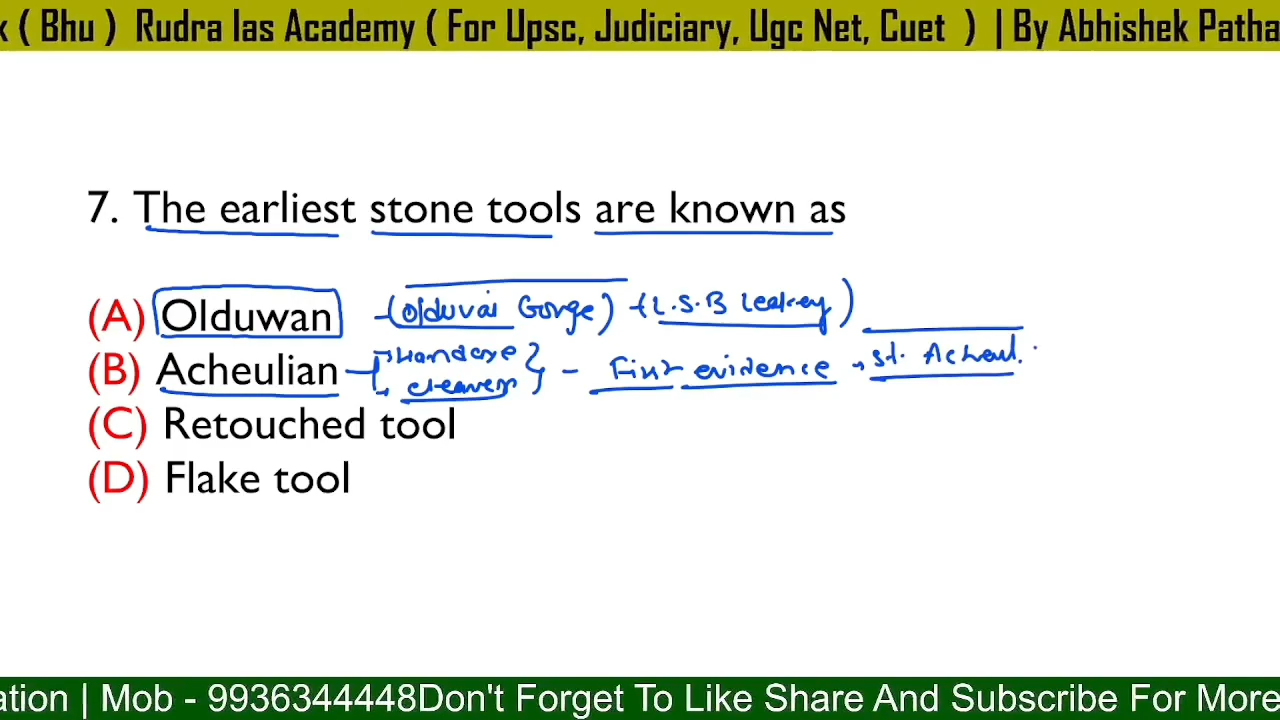 k ( Bhu ) Rudra Ias Academy ( For Upsc, Judiciary, Ugc Net, Cuet ) | By Abhishek Patha
7. The earliest stone tools are known as
(A) Olduwan - (Olduvai Gorge) - (L.S.B Leakey)
(B) Acheulian - Handaxe
cleavers - First evidence → St. Acheul.
(C) Retouched tool
(D) Flake tool
ation | Mob - 9936344448Don't Forget To Like Share And Subscribe For More